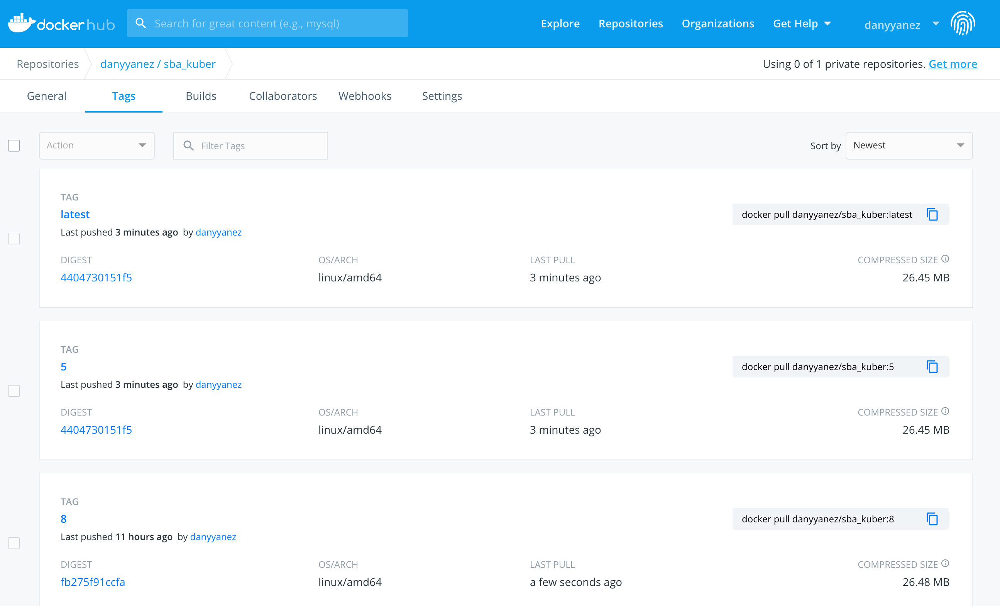 docker hub
Search for great content (e.g., mysql)
Explore
Repositories
Organizations
Get Help
danyyanez
Repositories
danyyanez / sba_kuber
Using 0 of 1 private repositories. Get more
General
Tags
Builds
Collaborators
Webhooks
Settings
Action
Filter Tags
Sort by
Newest
TAG
latest
docker pull danyyanez/sba_kuber:latest
Last pushed 3 minutes ago by danyyanez
DIGEST
OS/ARCH
LAST PULL
COMPRESSED SIZE
4404730151f5
linux/amd64
3 minutes ago
26.45 MB
TAG
5
docker pull danyyanez/sba_kuber:5
Last pushed 3 minutes ago by danyyanez
DIGEST
OS/ARCH
LAST PULL
COMPRESSED SIZE
4404730151f5
linux/amd64
3 minutes ago
26.45 MB
TAG
8
docker pull danyyanez/sba_kuber:8
Last pushed 11 hours ago by danyyanez
DIGEST
OS/ARCH
LAST PULL
COMPRESSED SIZE
fb275f91ccfa
linux/amd64
a few seconds ago
26.48 MB